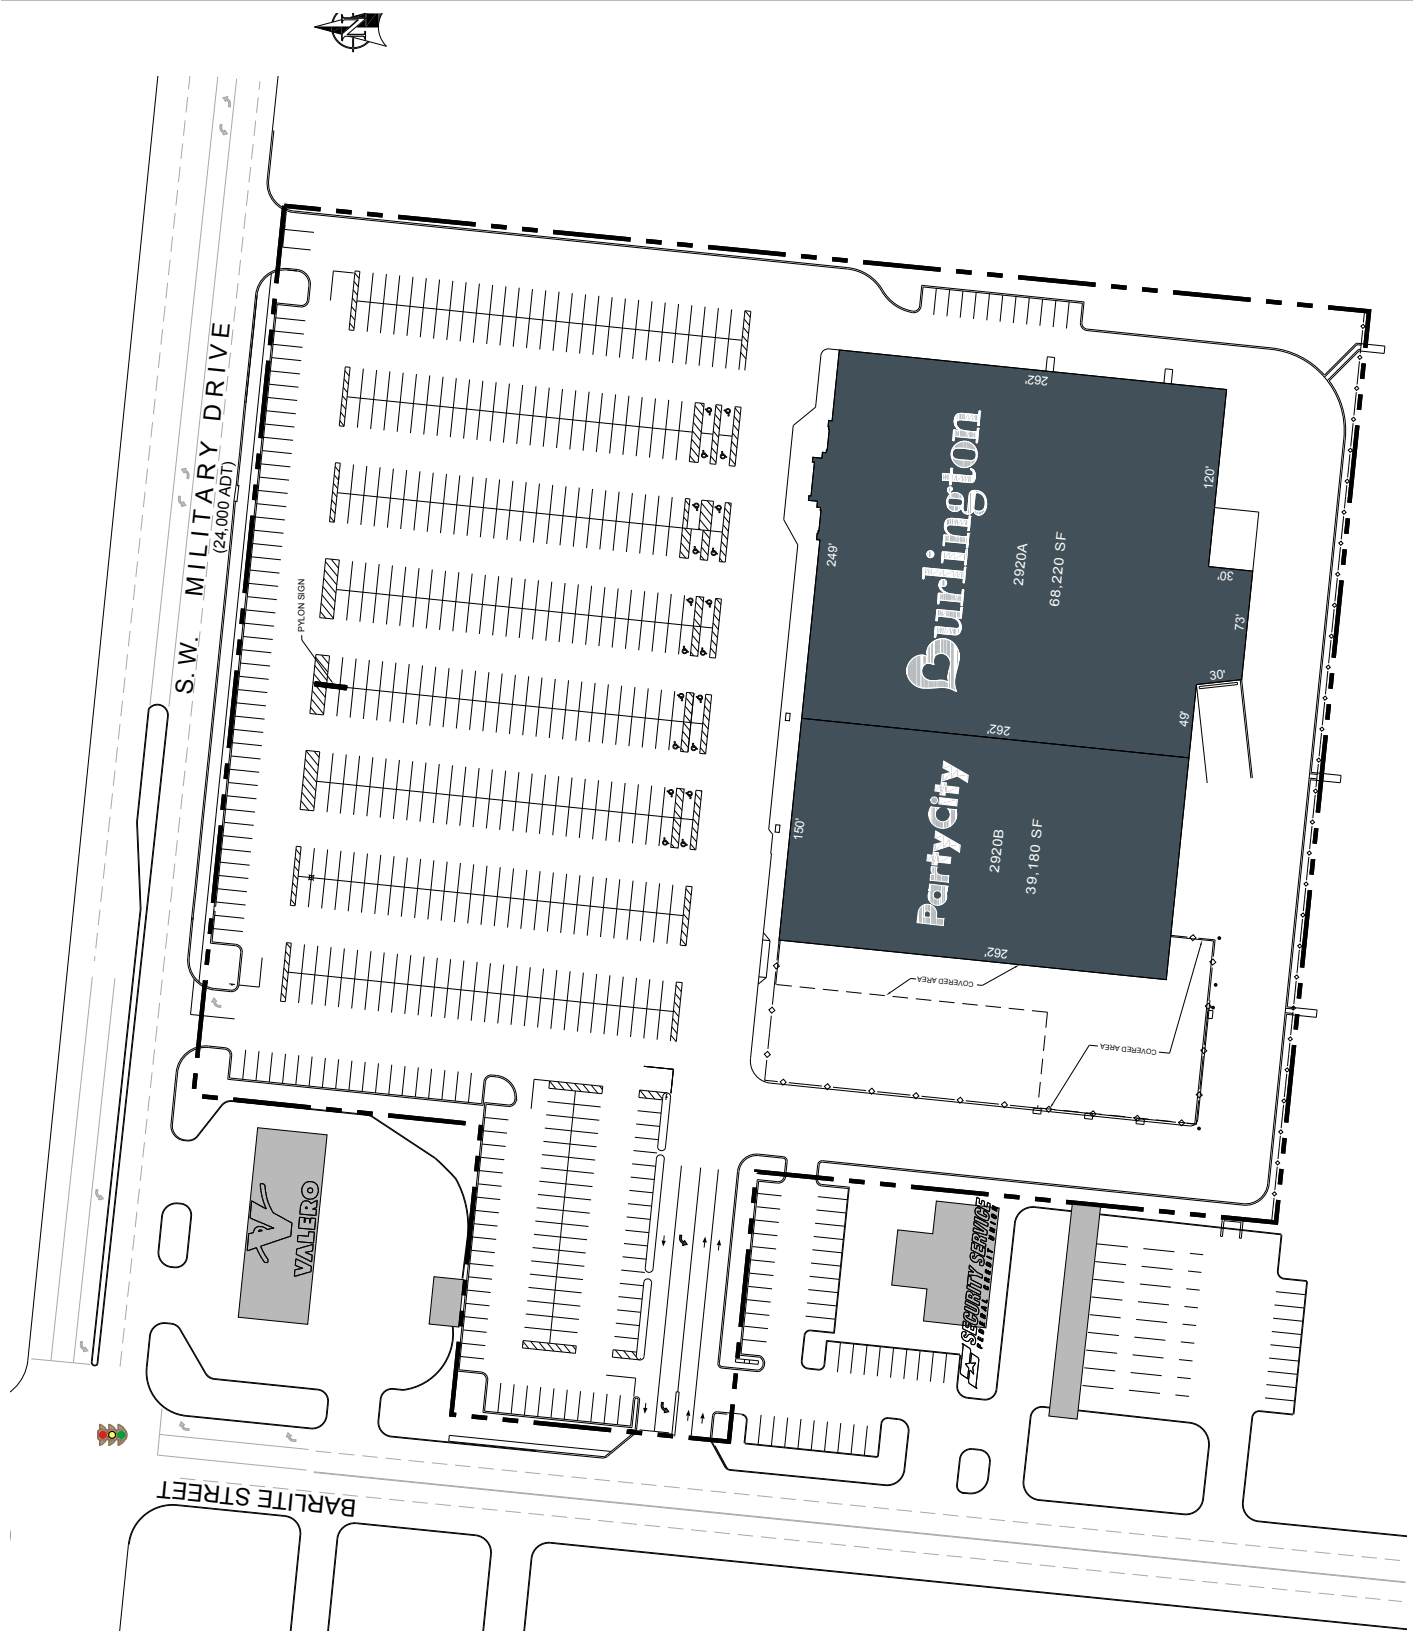 N
S.W. MILITARY DRIVE
(24,000 ADT)
PYLON SIGN
262'
Burlington
2920A
68,220 SF
249'
120'
30'
73'
30'
49'
262'
PartyCity
2920B
39,180 SF
150'
262'
COVERED AREA
COVERED AREA
VALERO
SECURITY SERVICE
FEDERAL CREDIT UNION
BARLITE STREET